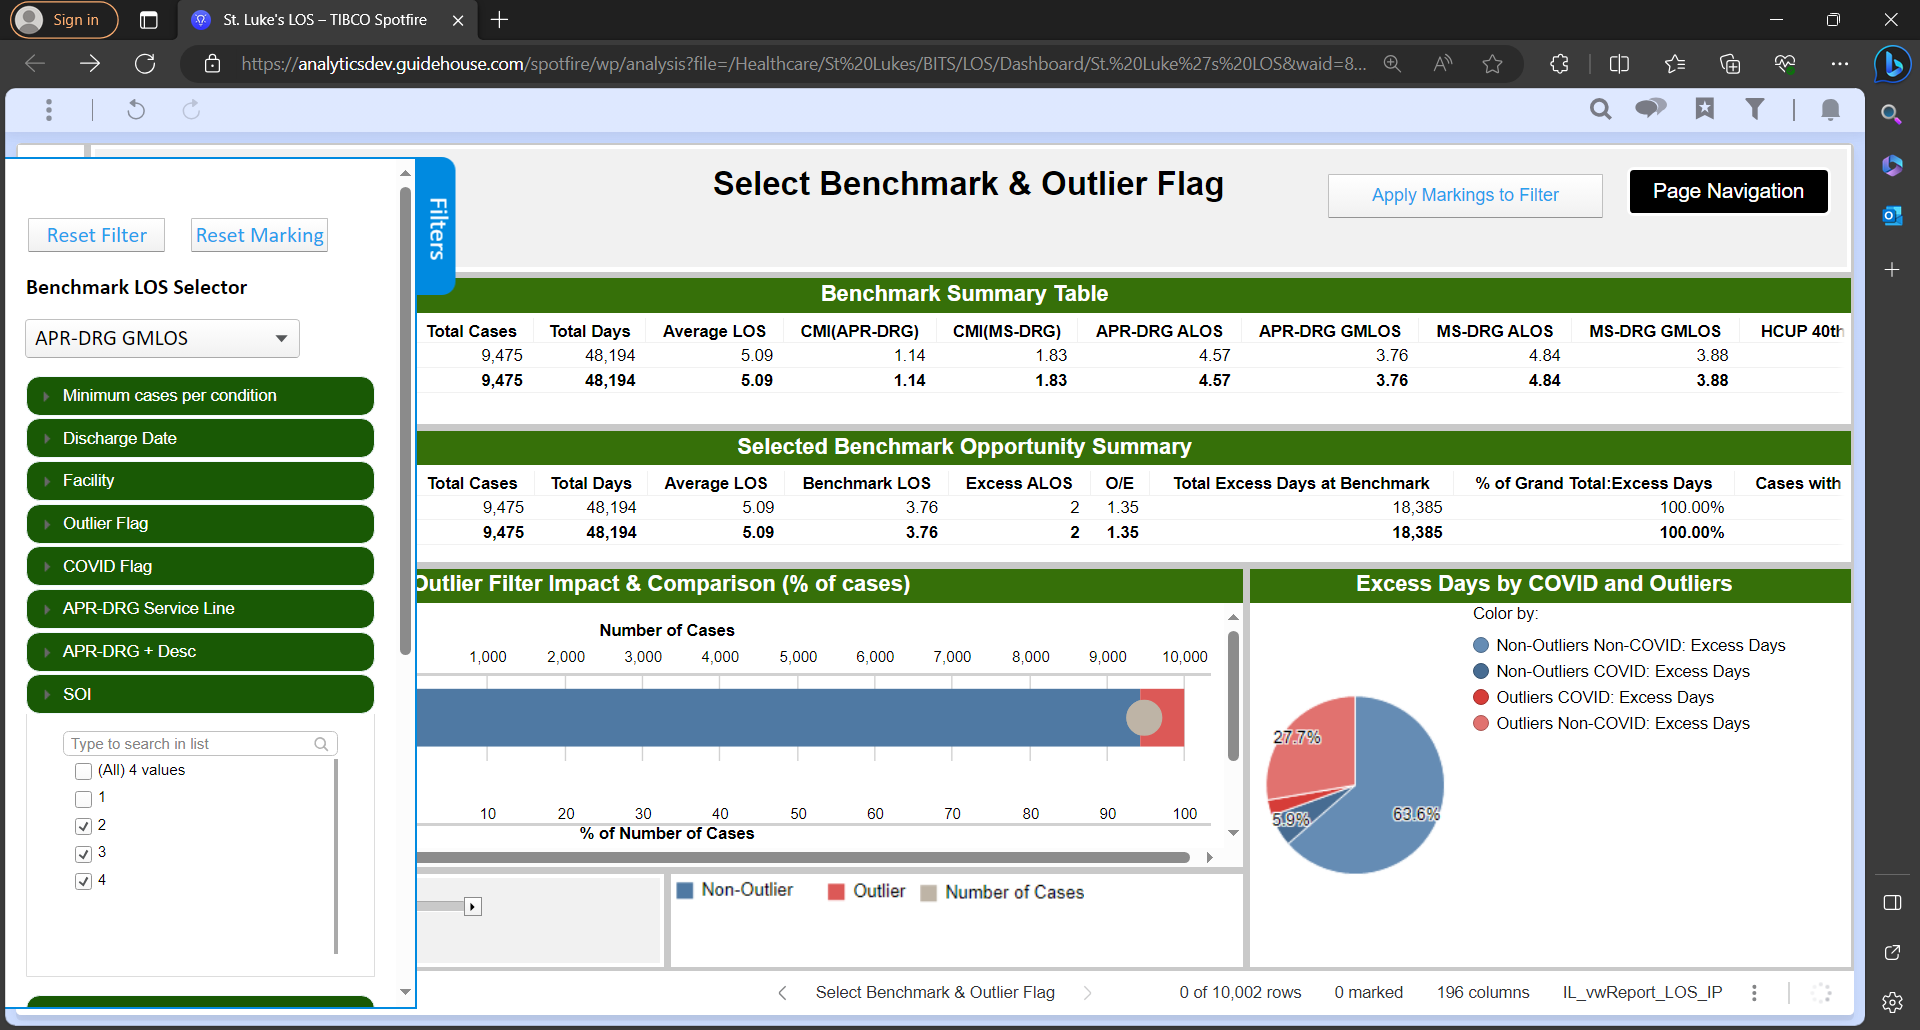 Sign in
St. Luke's LOS – TIBCO Spotfire
https://analyticsdev.guidehouse.com/spotfire/wp/analysis?file=/Healthcare/St%20Lukes/BITS/LOS/Dashboard/St.%20Luke%27s%20LOS&waid=8...
Select Benchmark & Outlier Flag
Apply Markings to Filter
Page Navigation
Filters
Reset Filter
Reset Marking
Benchmark LOS Selector
APR-DRG GMLOS
Minimum cases per condition
Discharge Date
Facility
Outlier Flag
COVID Flag
APR-DRG Service Line
APR-DRG + Desc
SOI
Type to search in list
(All) 4 values
1
2
3
4
Benchmark Summary Table
Total Cases Total Days Average LOS CMI(APR-DRG) CMI(MS-DRG) APR-DRG ALOS APR-DRG GMLOS MS-DRG ALOS MS-DRG GMLOS HCUP 40th
9,475 48,194 5.09 1.14 1.83 4.57 3.76 4.84 3.88
9,475 48,194 5.09 1.14 1.83 4.57 3.76 4.84 3.88
Selected Benchmark Opportunity Summary
Total Cases Total Days Average LOS Benchmark LOS Excess ALOS O/E Total Excess Days at Benchmark % of Grand Total:Excess Days Cases with
9,475 48,194 5.09 3.76 2 1.35 18,385 100.00%
9,475 48,194 5.09 3.76 2 1.35 18,385 100.00%
Outlier Filter Impact & Comparison (% of cases)
Number of Cases
1,000 2,000 3,000 4,000 5,000 6,000 7,000 8,000 9,000 10,000
10 20 30 40 50 60 70 80 90 100
% of Number of Cases
Non-Outlier Outlier Number of Cases
Excess Days by COVID and Outliers
Color by:
Non-Outliers Non-COVID: Excess Days
Non-Outliers COVID: Excess Days
Outliers COVID: Excess Days
Outliers Non-COVID: Excess Days
27.7%
5.9%
63.6%
Select Benchmark & Outlier Flag
0 of 10,002 rows 0 marked 196 columns IL_vwReport_LOS_IP